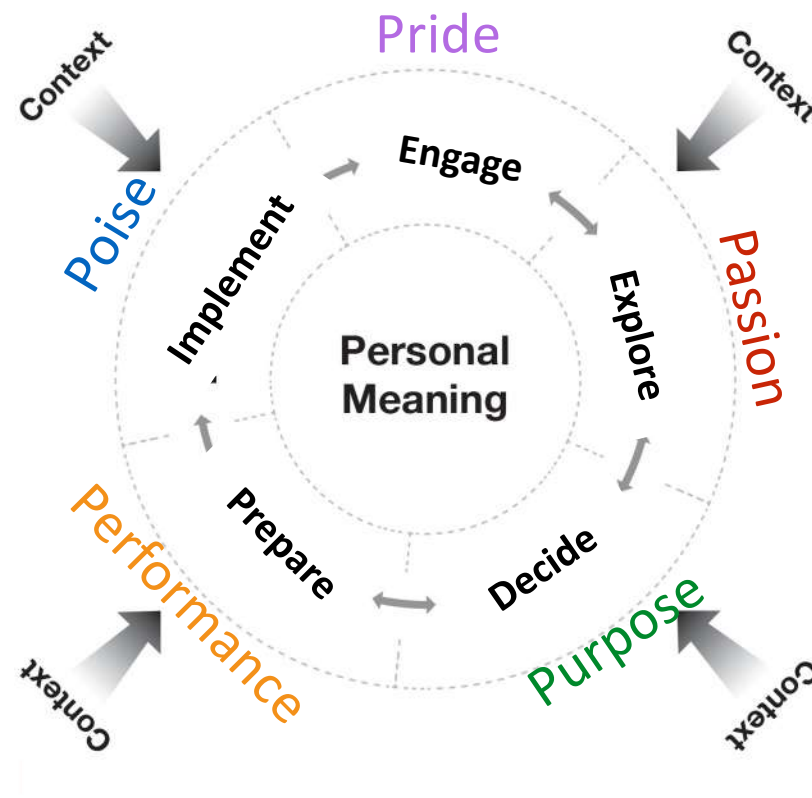 Pride
Context
Context
Engage
Poise
Implement
Explore
Passion
Personal
Meaning
Prepare
Decide
Performance
Purpose
Context
Context